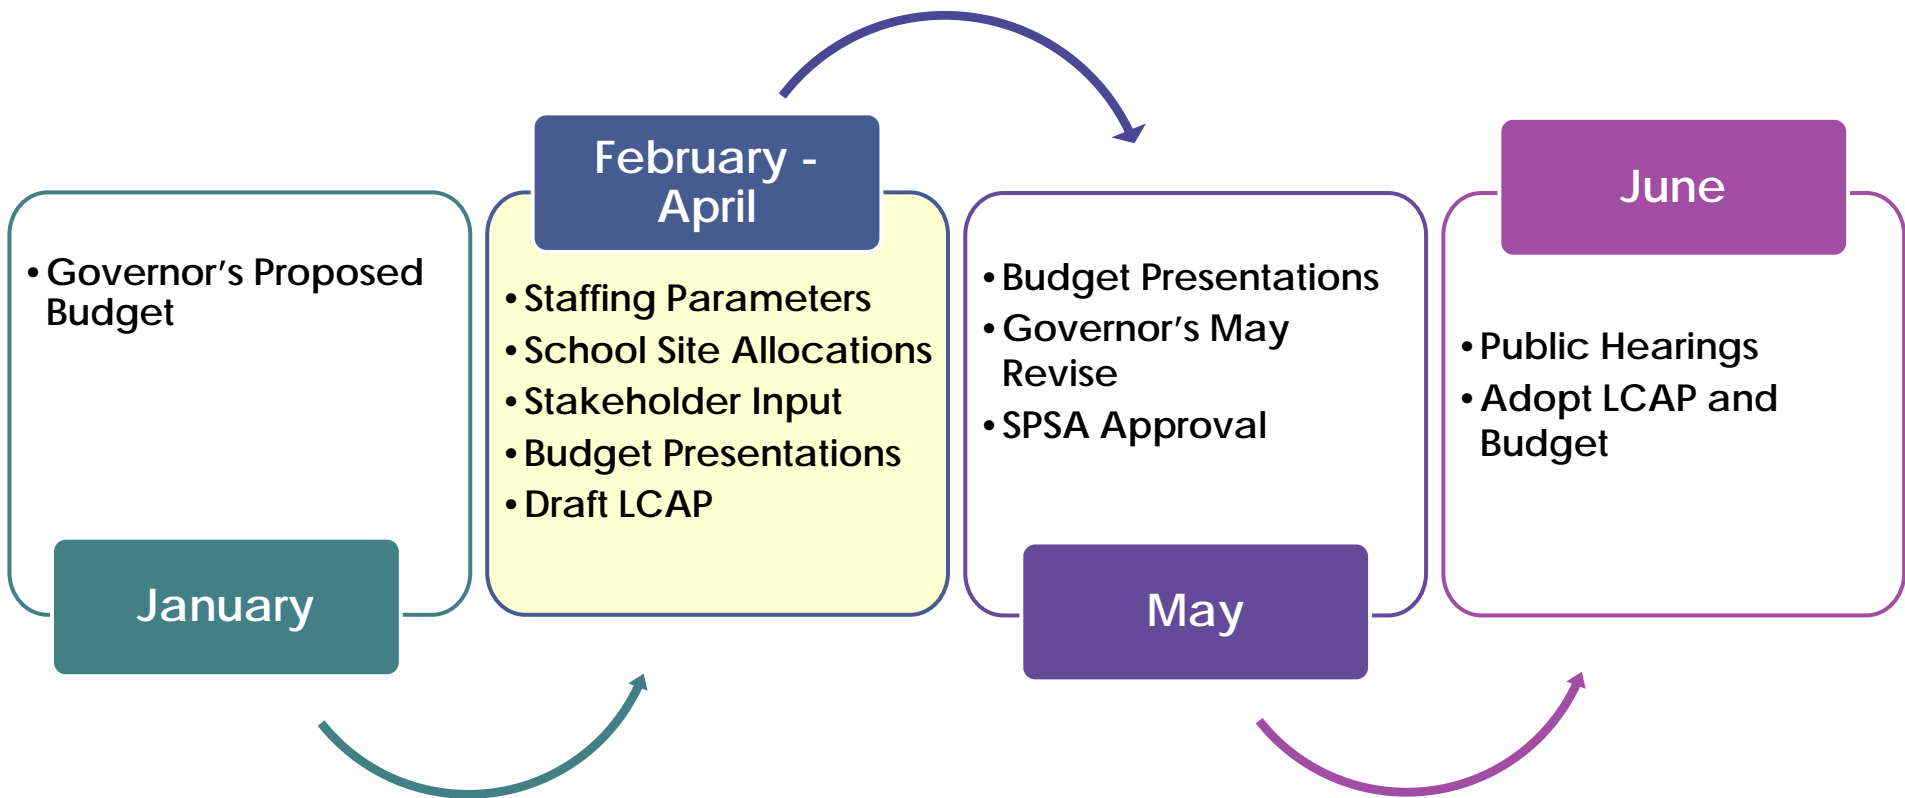 • Governor's Proposed
Budget
January
February -
April
• Staffing Parameters
• School Site Allocations
• Stakeholder Input
• Budget Presentations
• Draft LCAP
• Budget Presentations
• Governor's May
Revise
• SPSA Approval
May
June
• Public Hearings
• Adopt LCAP and
Budget